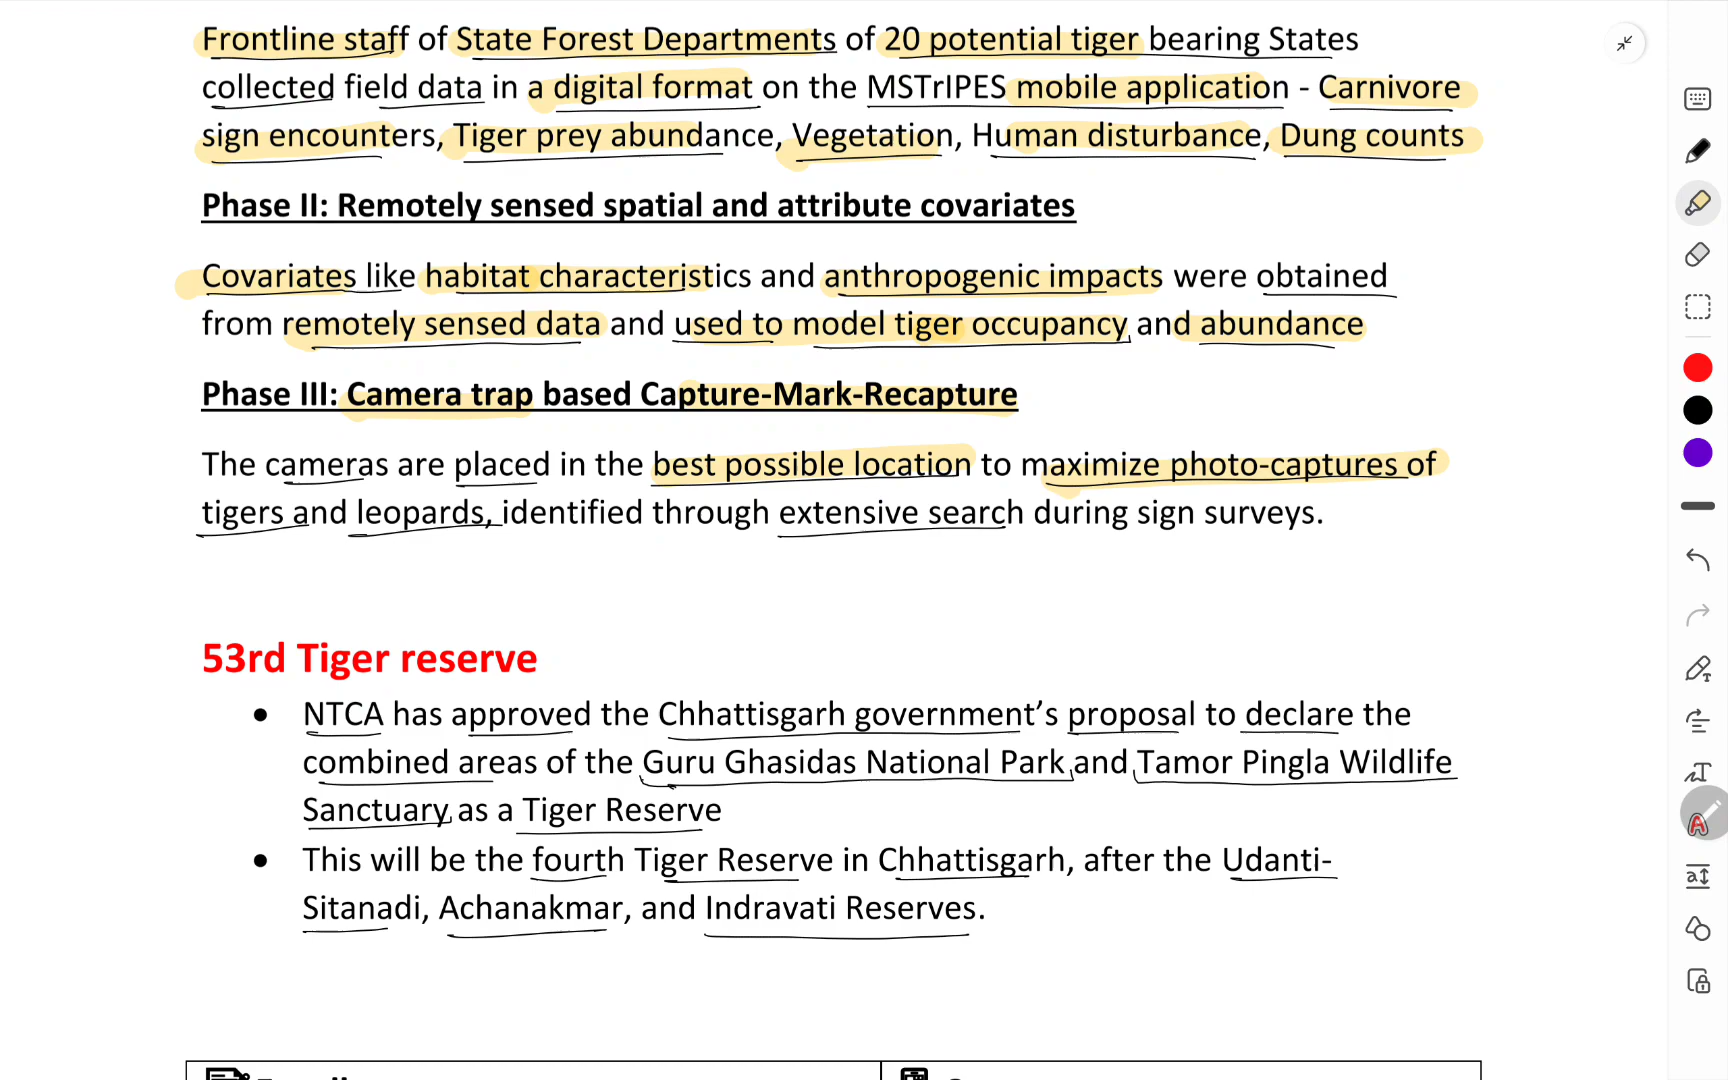 Frontline staff of State Forest Departments of 20 potential tiger bearing States
collected field data in a digital format on the MSTrIPES mobile application - Carnivore
sign encounters, Tiger prey abundance, Vegetation, Human disturbance, Dung counts
Phase II: Remotely sensed spatial and attribute covariates
Covariates like habitat characteristics and anthropogenic impacts were obtained
from remotely sensed data and used to model tiger occupancy and abundance
Phase III: Camera trap based Capture-Mark-Recapture
The cameras are placed in the best possible location to maximize photo-captures of
tigers and leopards, identified through extensive search during sign surveys.
53rd Tiger reserve
• NTCA has approved the Chhattisgarh government's proposal to declare the
combined areas of the Guru Ghasidas National Park and Tamor Pingla Wildlife
Sanctuary as a Tiger Reserve
• This will be the fourth Tiger Reserve in Chhattisgarh, after the Udanti-
Sitanadi, Achanakmar, and Indravati Reserves.